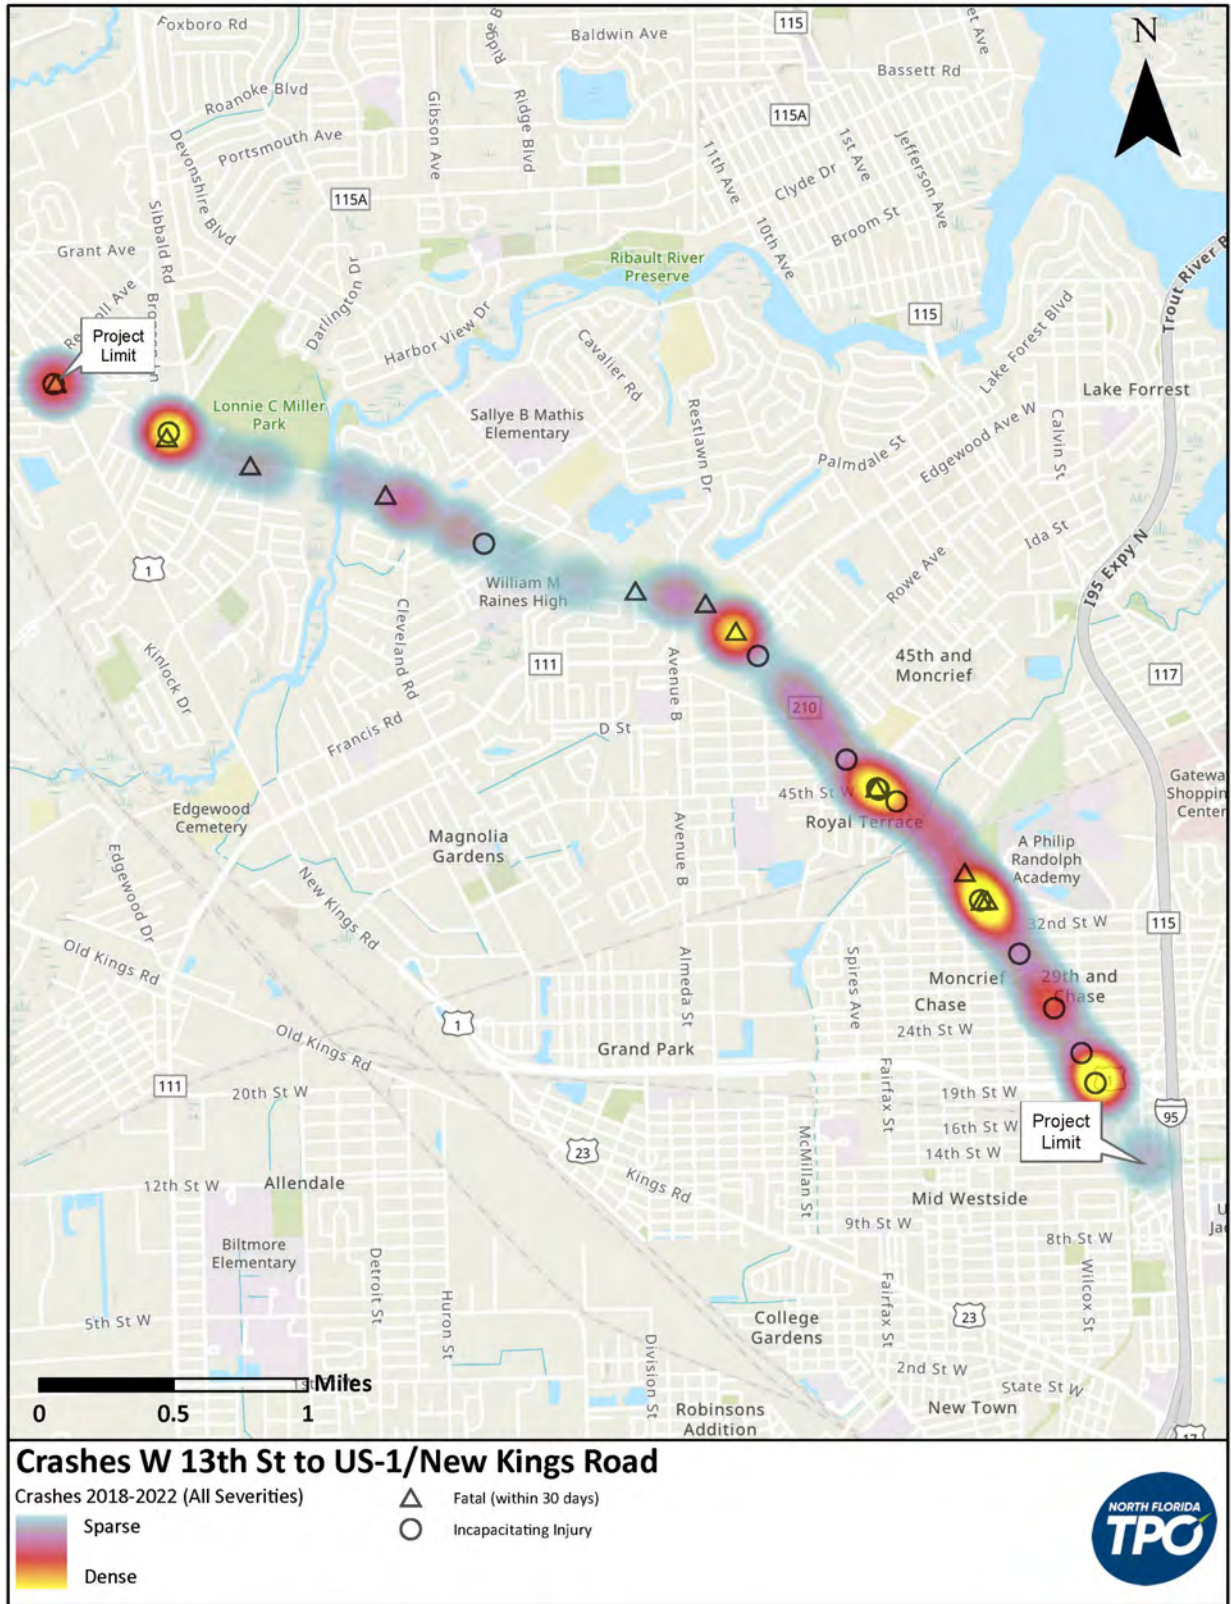 Foxboro Rd
Ridge B
Baldwin Ave
115
et Ave
N
Bassett Rd
Roanoke Blvd
Gibson Ave
Ridge Blvd
115A
Portsmouth Ave
Devonshire Blvd
11th Ave
1st Ave
Jefferson Ave
Clyde Dr
115A
Sibbald Rd
Broom St
10th Ave
Grant Ave
Ribault River
Preserve
Darlington Dr
Trout River B
Harbor View Dr
115
Lake Forest Blvd
Project
Limit
Cavalier Rd
Lake Forrest
Lonnie C Miller
Park
Sallye B Mathis
Elementary
Restlawn Dr
Edgewood Ave W
Calvin St
Palmdale St
Ida St
I95 Expy N
Rowe Ave
1
William M
Raines High
Cleveland Rd
45th and
Moncrief
111
Avenue B
117
Kinlock Dr
210
Francis Rd
D St
Gatewa
Shoppin
Center
45th St W
Edgewood
Cemetery
Royal Terrace
Magnolia
Gardens
Avenue B
A Philip
Randolph
Academy
Edgewood Dr
New Kings Rd
32nd St W
115
Old Kings Rd
Almeda St
Spires Ave
Moncrief
29th and
Chase
Chase
1
24th St W
Old Kings Rd
Grand Park
111
20th St W
Fairfax St
19th St W
1
95
Project
Limit
16th St W
23
McMillan St
14th St W
12th St W
Allendale
Kings Rd
Mid Westside
9th St W
8th St W
U
Jac
Biltmore
Elementary
Detroit St
Huron St
Fairfax St
Wilcox St
5th St W
College
Gardens
23
Division St
2nd St W
State St W
Miles
New Town
0 0.5 1
Robinsons
Addition
17
Crashes W 13th St to US-1/New Kings Road
Crashes 2018-2022 (All Severities)
Sparse
Dense
Fatal (within 30 days)
Incapacitating Injury
NORTH FLORIDA
TPO